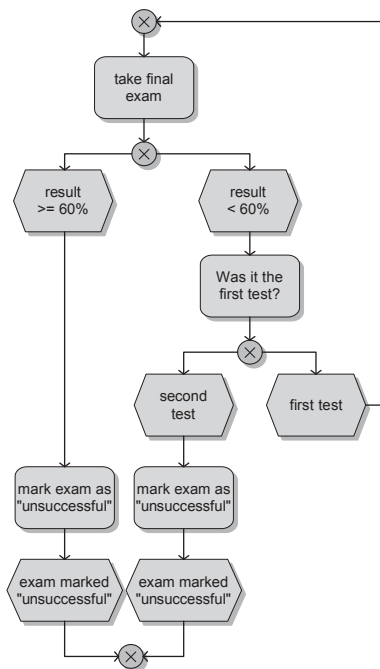 take final
exam
result
>= 60%
result
< 60%
Was it the
first test?
second
test
first test
mark exam as
"unsuccessful"
mark exam as
"unsuccessful"
exam marked
"unsuccessful"
exam marked
"unsuccessful"